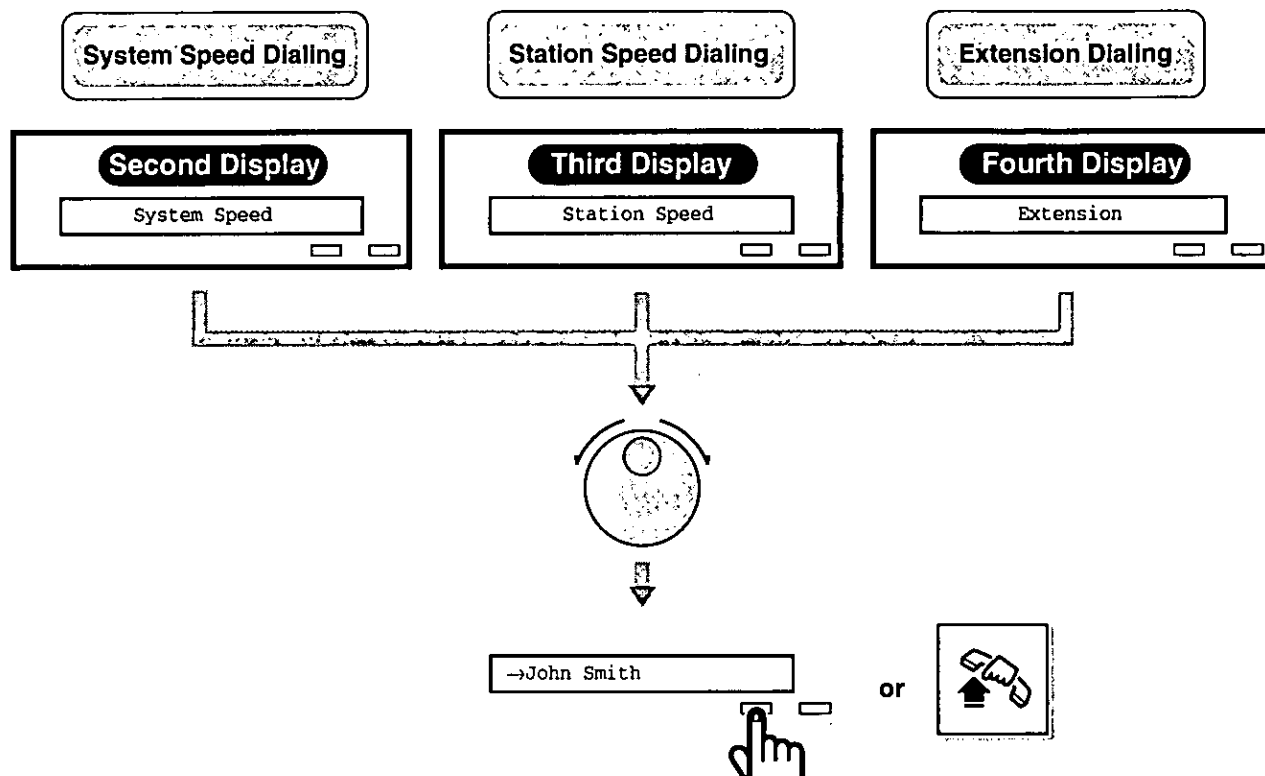 System Speed Dialing
Station Speed Dialing
Extension Dialing
Second Display
Third Display
Fourth Display
System Speed
Station Speed
Extension
→John Smith
or